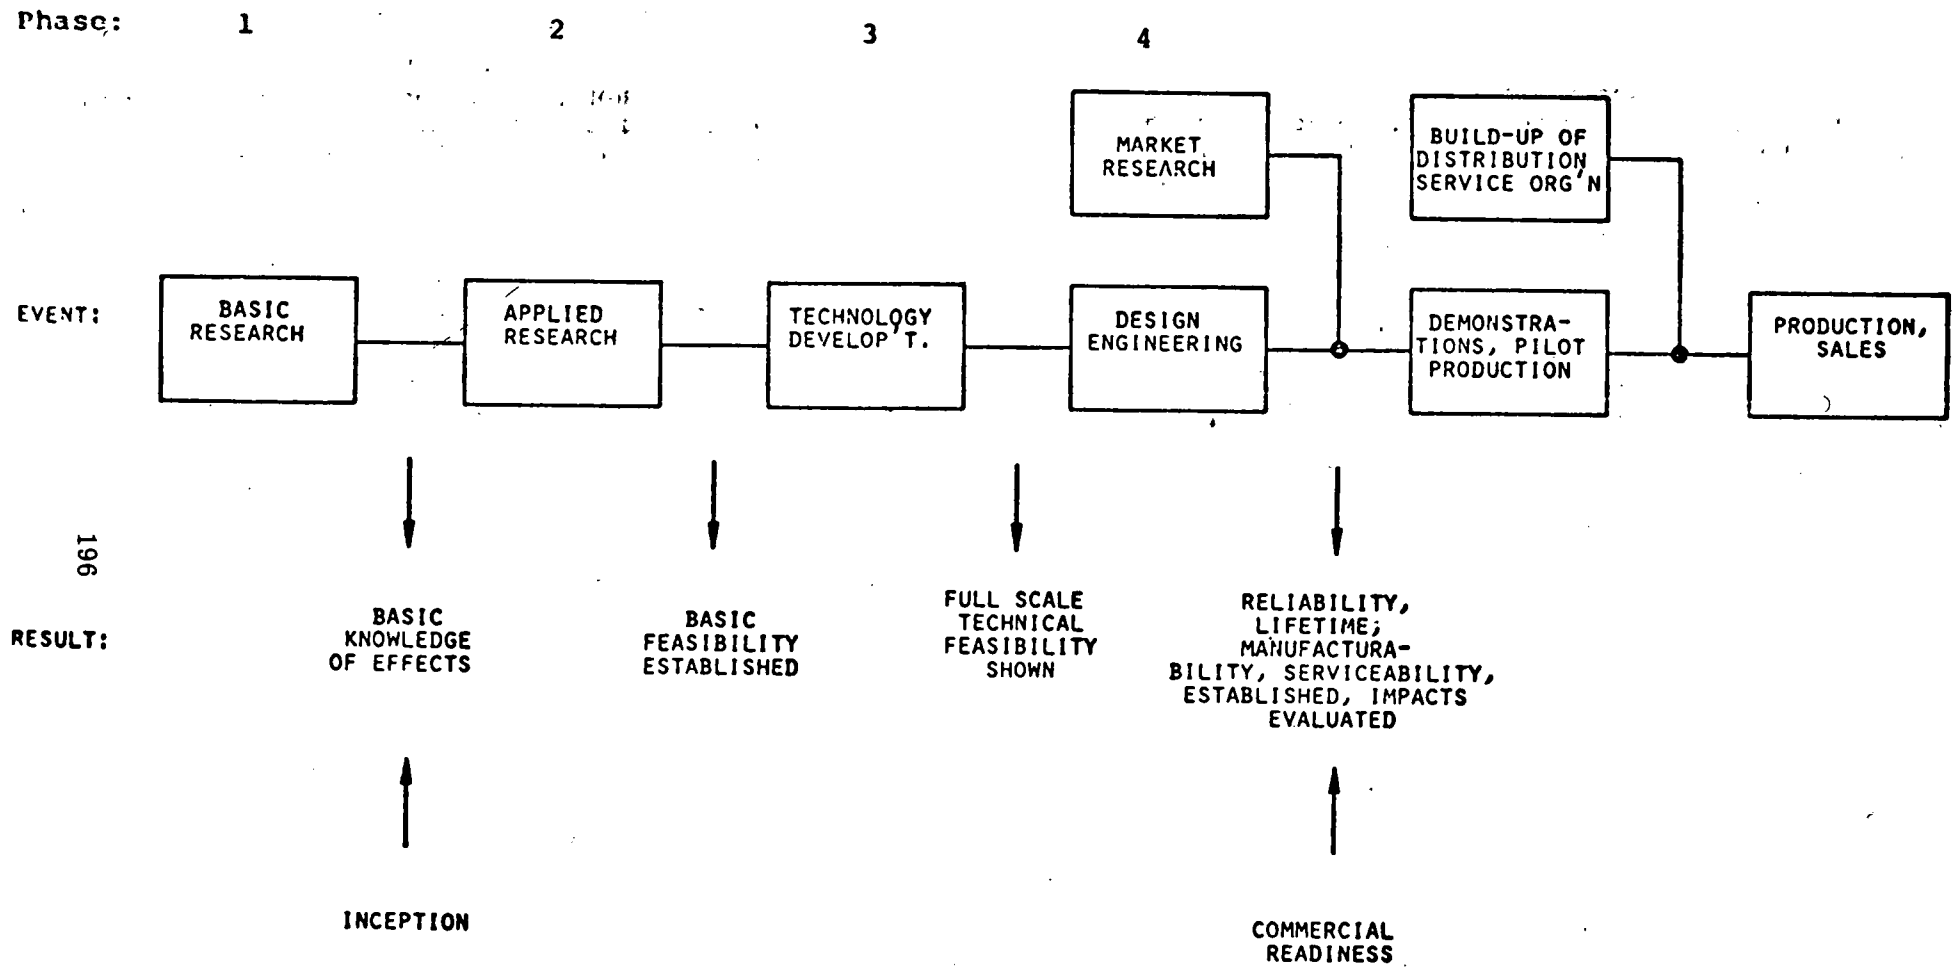 Phase: 1 2 3 4
MARKET
RESEARCH
BUILD-UP OF
DISTRIBUTION
SERVICE ORG'N
EVENT:
BASIC
RESEARCH
APPLIED
RESEARCH
TECHNOLOGY
DEVELOP'T.
DESIGN
ENGINEERING
DEMONSTRA-
TIONS, PILOT
PRODUCTION
PRODUCTION,
SALES
196
RESULT:
BASIC
KNOWLEDGE
OF EFFECTS
BASIC
FEASIBILITY
ESTABLISHED
FULL SCALE
TECHNICAL
FEASIBILITY
SHOWN
RELIABILITY,
LIFETIME;
MANUFACTURA-
BILITY, SERVICEABILITY,
ESTABLISHED, IMPACTS
EVALUATED
INCEPTION
COMMERCIAL
READINESS